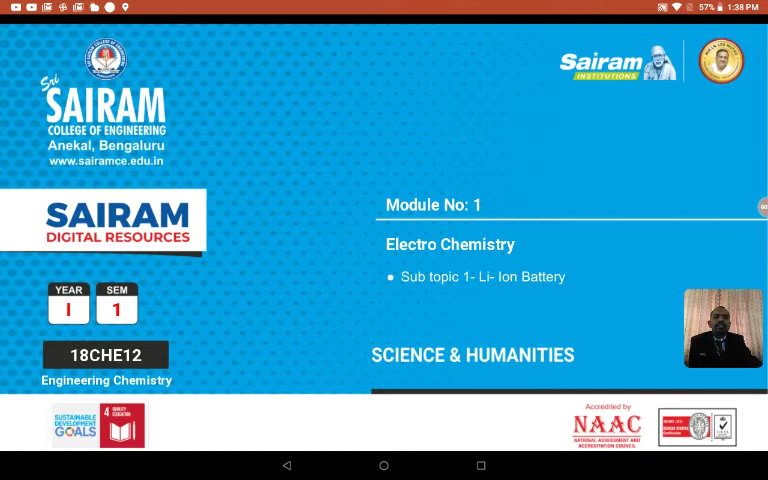 57% 1:38 PM
Sri
SAIRAM
COLLEGE OF ENGINEERING
Anekal, Bengaluru
www.sairamce.edu.in
Sairam
INSTITUTIONS
SAIRAM
DIGITAL RESOURCES
Module No: 1
Electro Chemistry
Sub topic 1- Li- Ion Battery
YEAR SEM
I 1
18CHE12
Engineering Chemistry
SCIENCE & HUMANITIES
SUSTAINABLE
DEVELOPMENT
GOALS
4 QUALITY
EDUCATION
Accredited by
NAAC
NATIONAL ASSESSMENT AND
ACCREDITATION COUNCIL